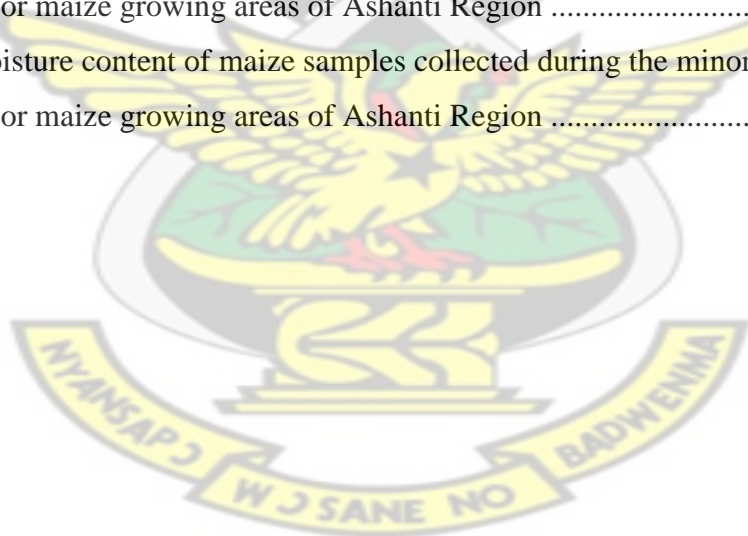 or maize growing areas of Ashanti Region ........................
oisture content of maize samples collected during the minor
or maize growing areas of Ashanti Region ........................
NYANSAPƆ WƆSANE NO BADWENMA